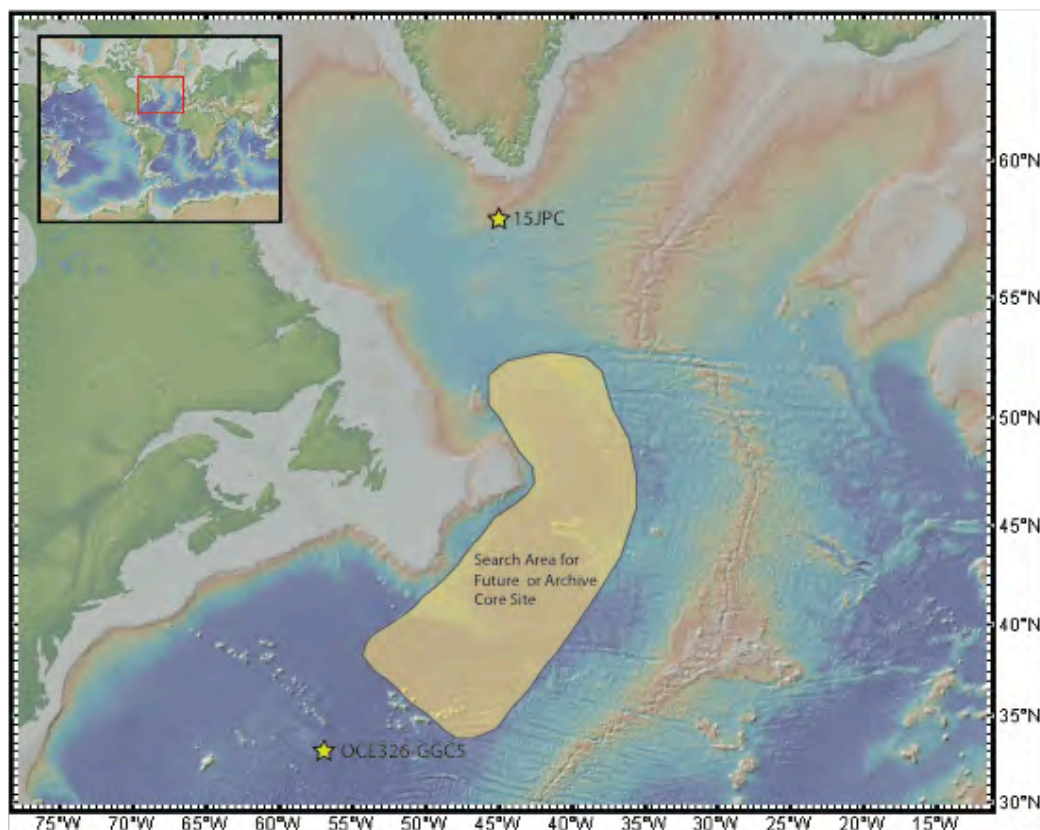 15JPC
Search Area for
Future or Archive
Core Site
OCE326-GGC5
60°N
55°N
50°N
45°N
40°N
35°N
30°N
75°W 70°W 65°W 60°W 55°W 50°W 45°W 40°W 35°W 30°W 25°W 20°W 15°W